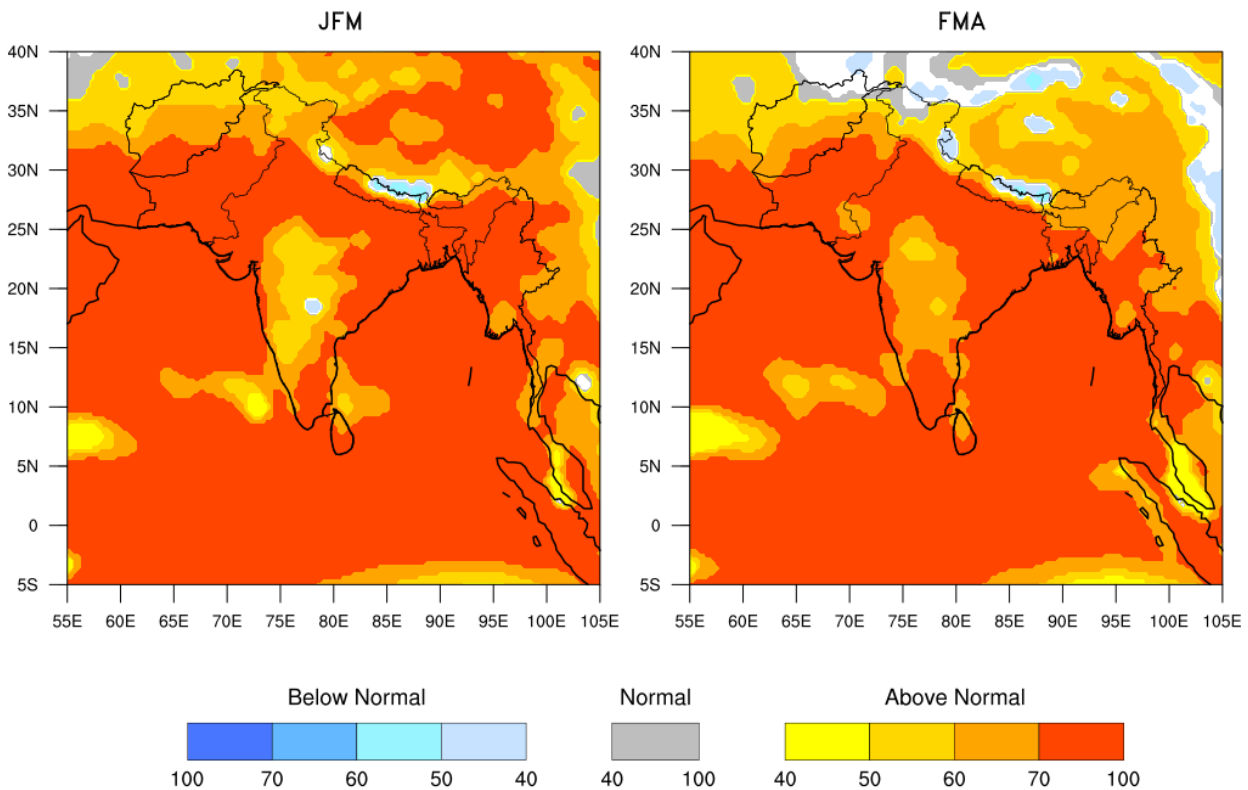 JFM FMA
40N 40N
35N 35N
30N 30N
25N 25N
20N 20N
15N 15N
10N 10N
5N 5N
0 0
5S 5S
55E 60E 65E 70E 75E 80E 85E 90E 95E 100E 105E 55E 60E 65E 70E 75E 80E 85E 90E 95E 100E 105E
Below Normal Normal Above Normal
100 70 60 50 40 40 100 40 50 60 70 100